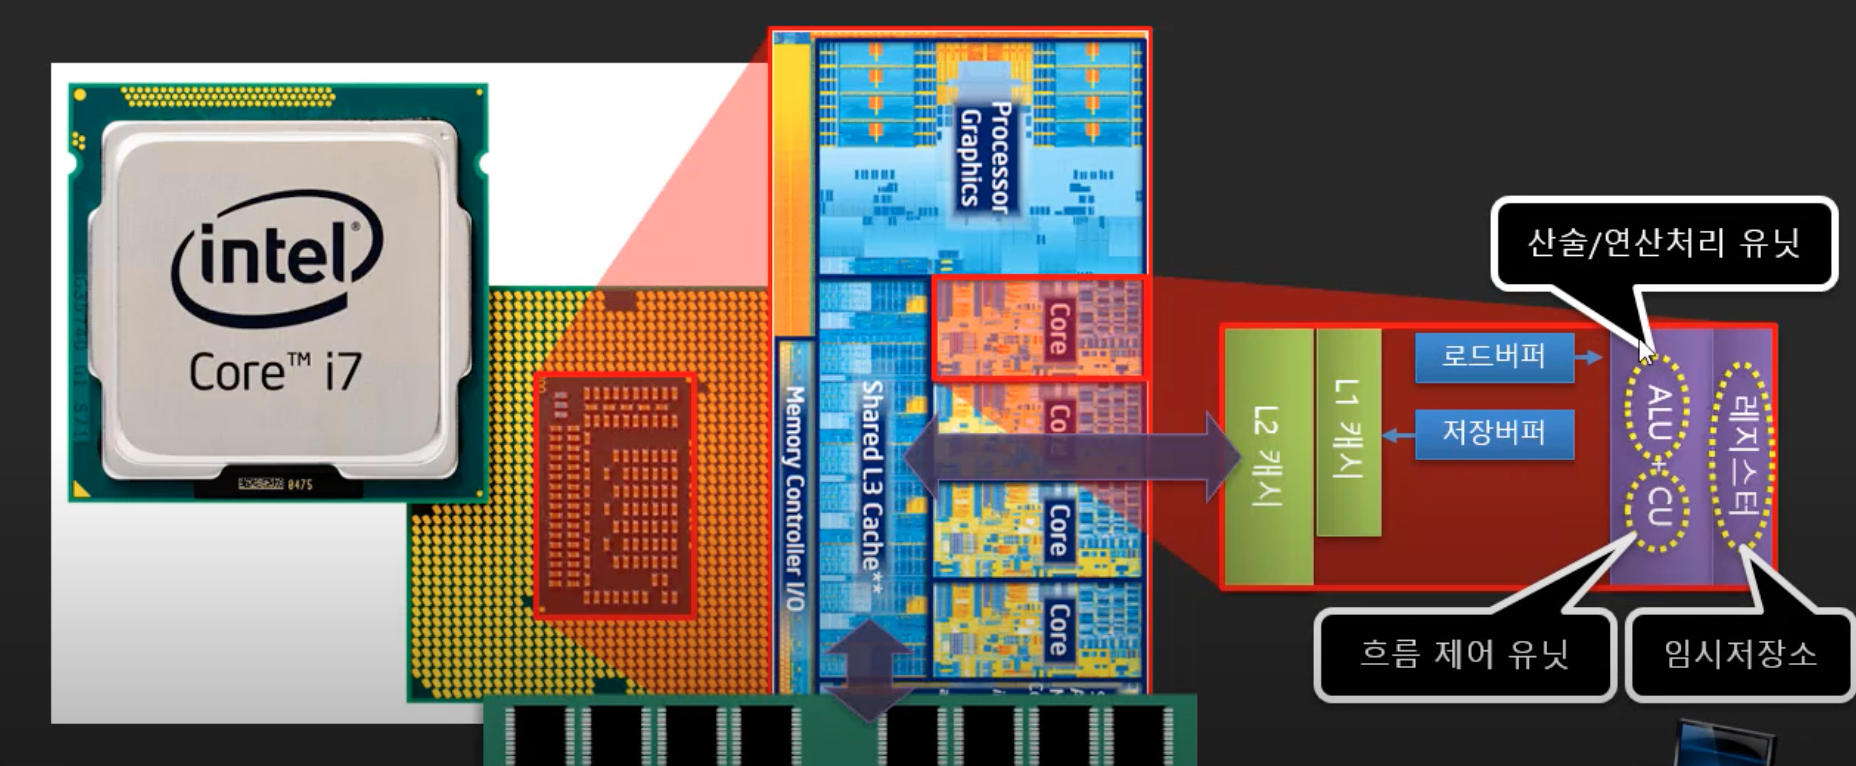 intel®
Core™ i7
Processor
Graphics
Core
Core
Core
Core
Shared L3 Cache**
Memory Controller I/O
산술/연산처리 유닛
로드버퍼
저장버퍼
L2 캐시
L1 캐시
ALU + CU
레지스터
흐름 제어 유닛
임시저장소